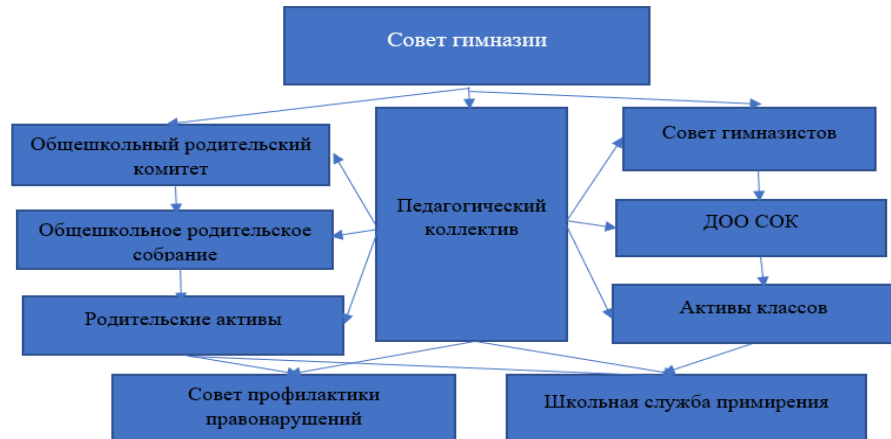 Совет гимназии
Общешкольный родительский
комитет
Педагогический
коллектив
Совет гимназистов
Общешкольное родительское
собрание
ДОО СОК
Родительские активы
Активы классов
Совет профилактики
правонарушений
Школьная служба примирения